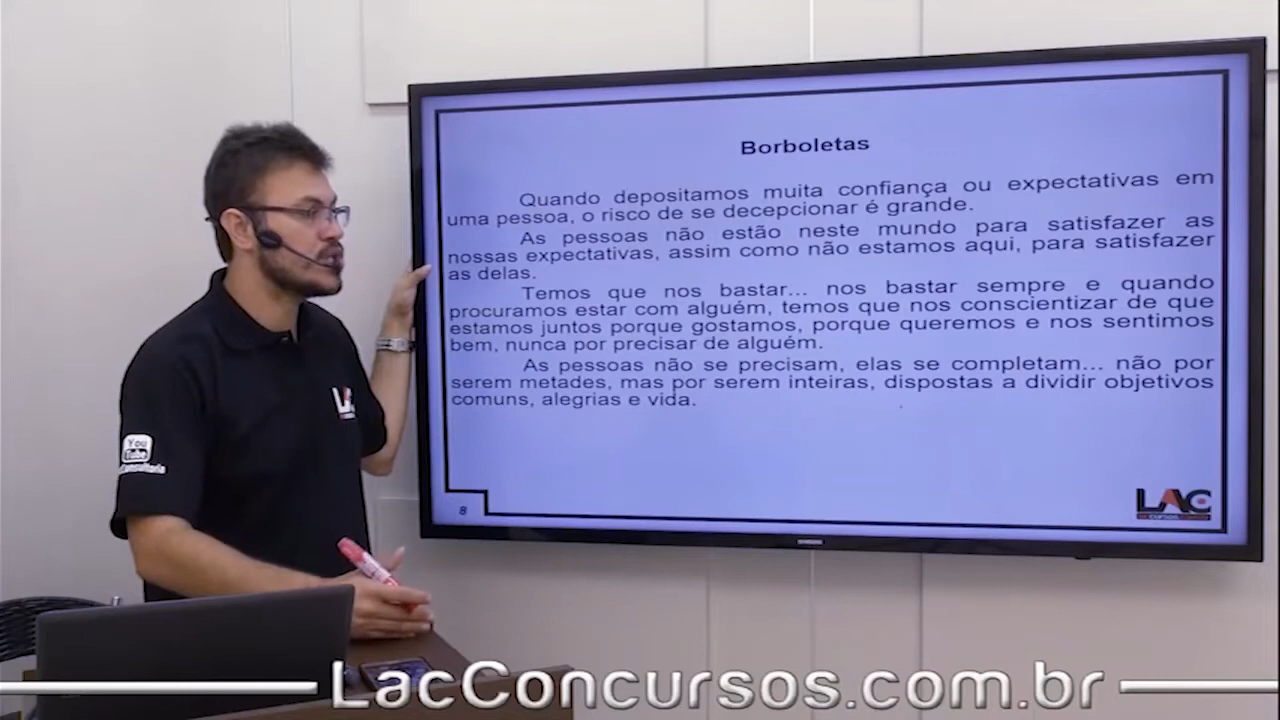 Borboletas
Quando depositamos muita confiança ou expectativas em
uma pessoa, o risco de se decepcionar é grande.
As pessoas não estão neste mundo para satisfazer as
nossas expectativas, assim como não estamos aqui, para satisfazer
as delas.
Temos que nos bastar... nos bastar sempre e quando
procuramos estar com alguém, temos que nos conscientizar de que
estamos juntos porque gostamos, porque queremos e nos sentimos
bem, nunca por precisar de alguém.
As pessoas não se precisam, elas se completam... não por
serem metades, mas por serem inteiras, dispostas a dividir objetivos
comuns, alegrias e vida.
8
LAC
SAMSUNG
LAC
You
Tube
LacConcursos.com.br